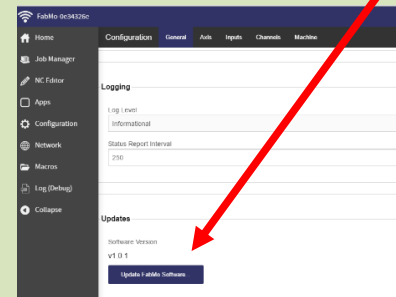 FabMo-0c34326e
Home
Configuration General Axis Inputs Channels Machine
Job Manager
NC Editor
Apps
Configuration
Network
Macros
Log (Debug)
Collapse
Logging
Log Level
Informational
Status Report Interval
250
Updates
Software Version
v1.0.1
Update FabMo Software